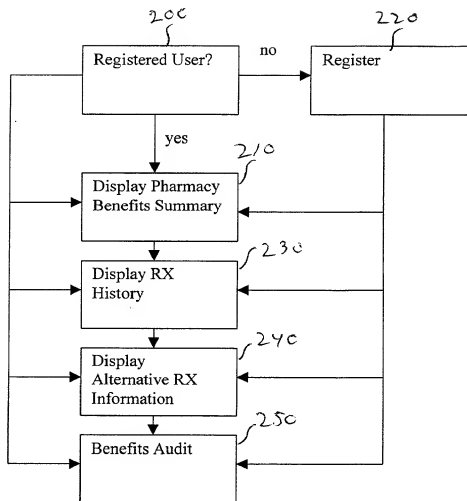 200
220
Registered User?
no
Register
yes
210
Display Pharmacy
Benefits Summary
230
Display RX
History
240
Display
Alternative RX
Information
250
Benefits Audit